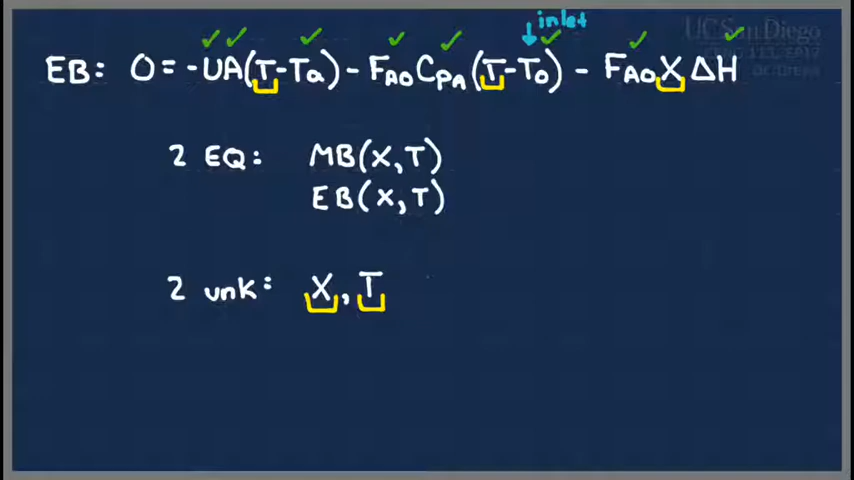 inlet
UC San Diego
EB: 0 = -UA(T-Ta) - FA0CPA(T-T0) - FA0XΔH
2 EQ: MB(X,T)
EB(X,T)
2 unk: X, T